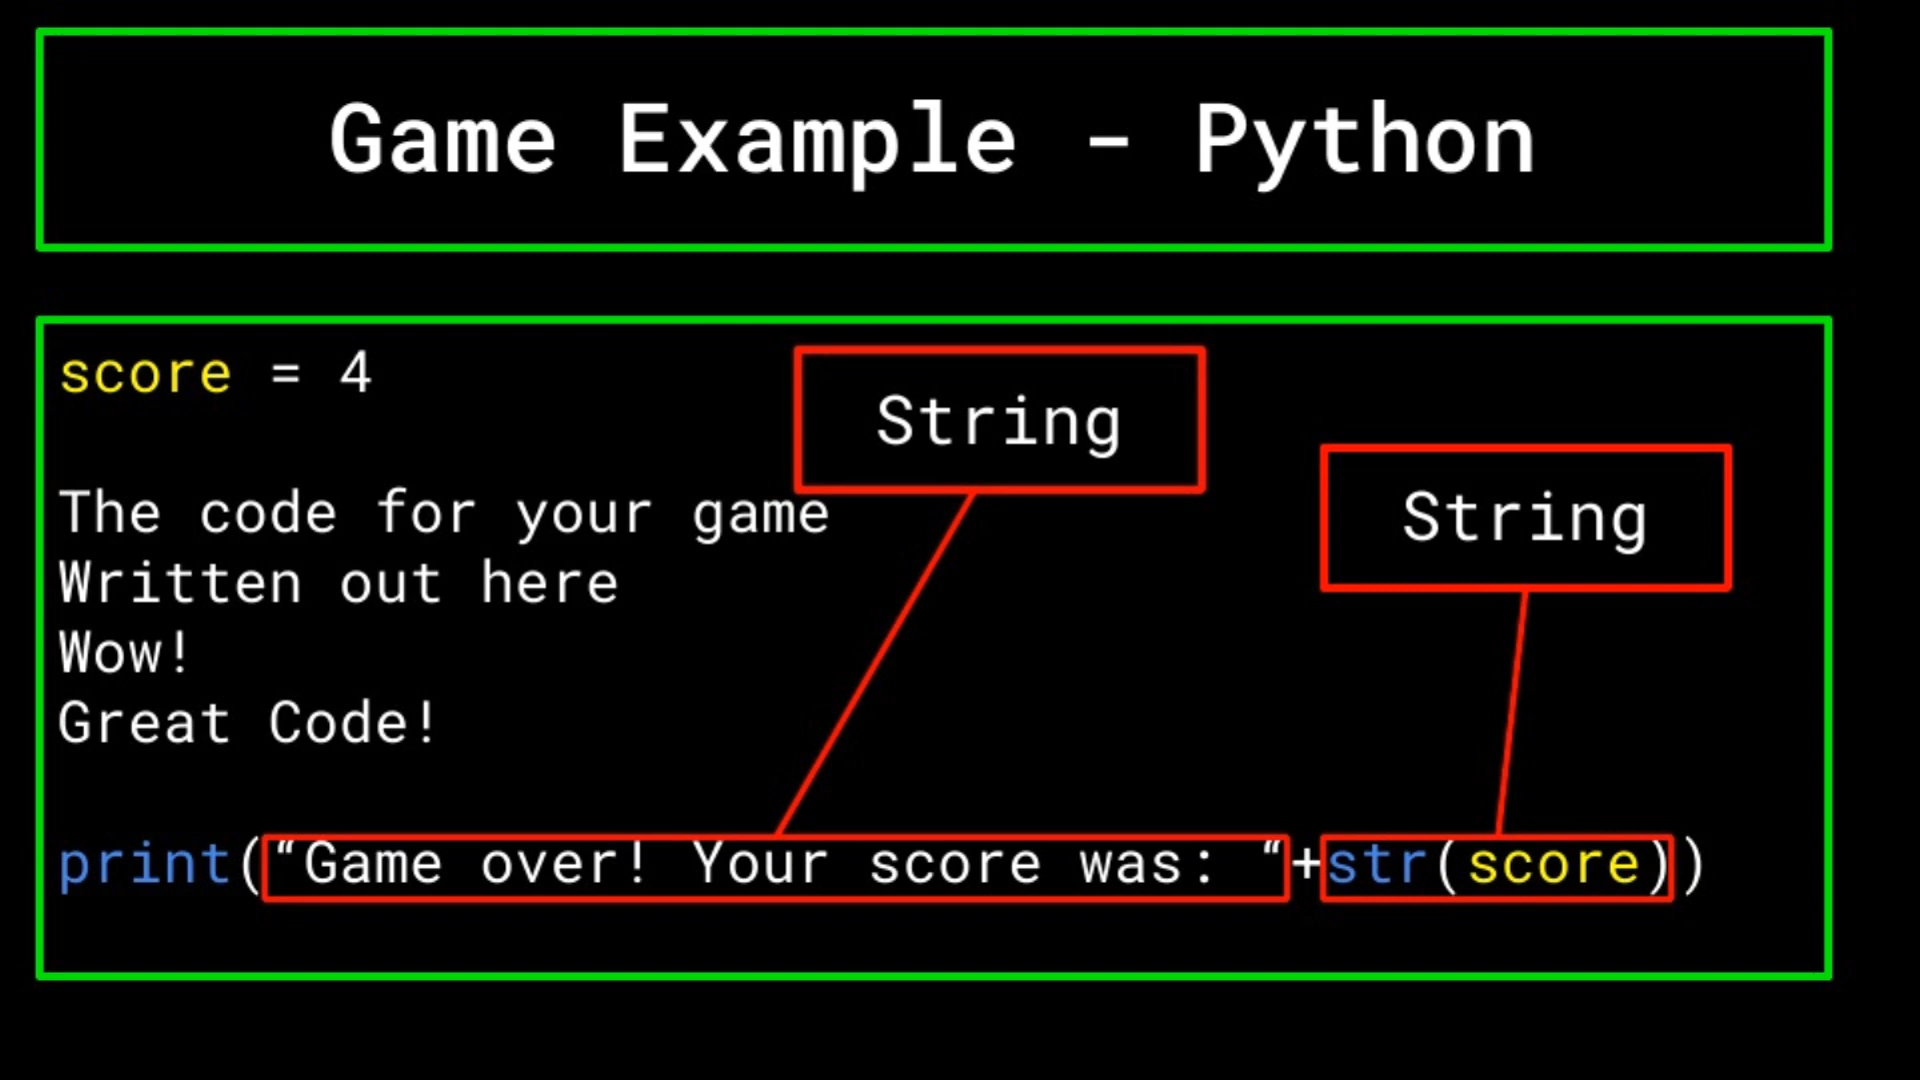 Game Example - Python
score = 4
String
String
The code for your game
Written out here
Wow!
Great Code!
print(“Game over! Your score was: “+str(score))